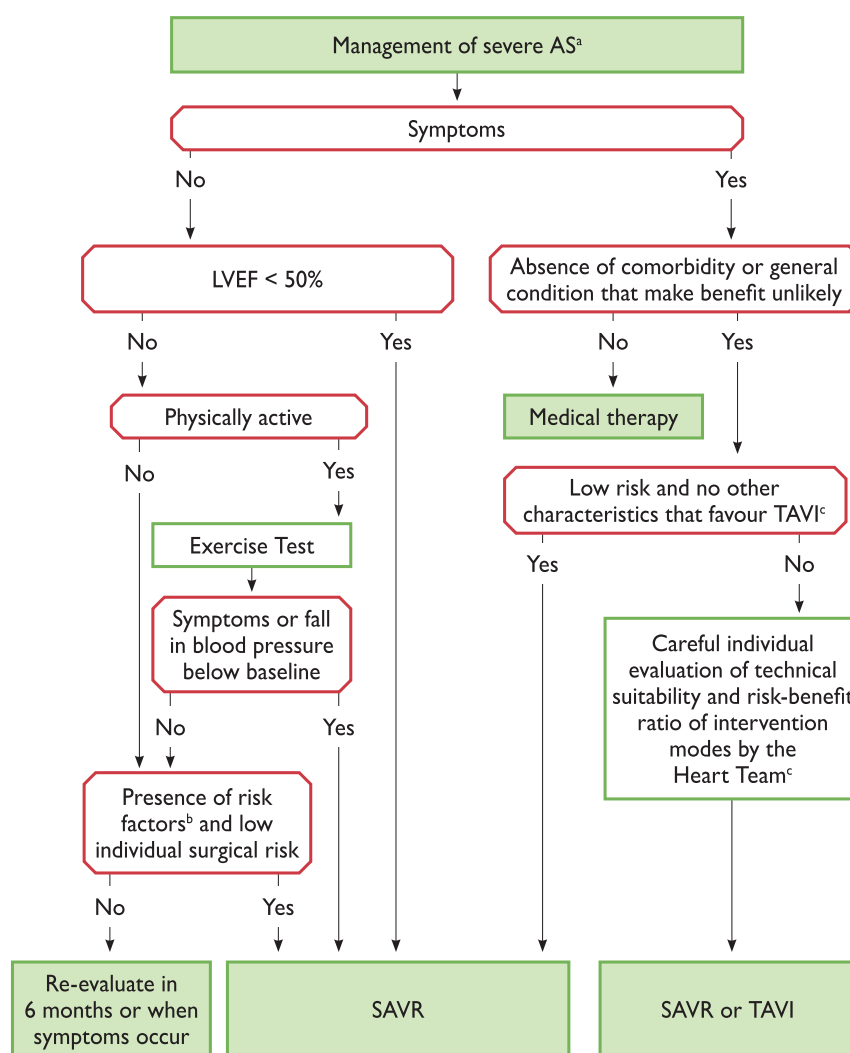 Management of severe ASᵃ
Symptoms
No
Yes
LVEF < 50%
Absence of comorbidity or general
condition that make benefit unlikely
No
Yes
No
Yes
Physically active
Medical therapy
No
Yes
Low risk and no other
characteristics that favour TAVIᶜ
Exercise Test
Yes
No
Symptoms or fall
in blood pressure
below baseline
Careful individual
evaluation of technical
suitability and risk-benefit
ratio of intervention
modes by the
Heart Teamᶜ
No
Yes
Presence of risk
factorsᵇ and low
individual surgical risk
No
Yes
Re-evaluate in
6 months or when
symptoms occur
SAVR
SAVR or TAVI